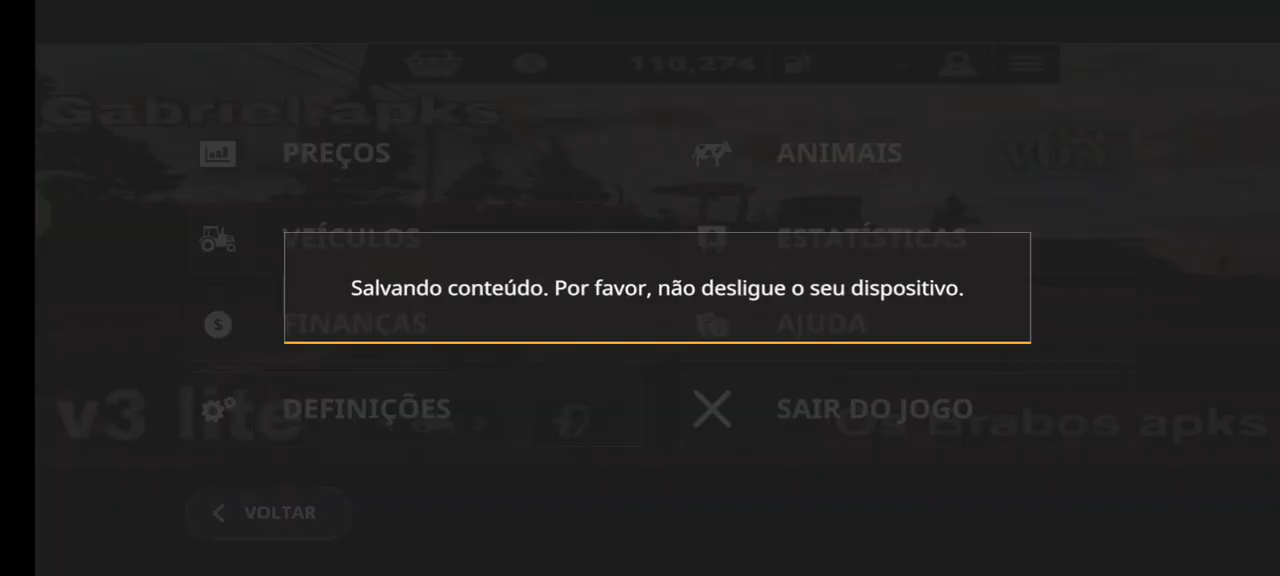 110,274
Gabriel apks
PREÇOS
ANIMAIS
v63
VEÍCULOS
ESTATÍSTICAS
Salvando conteúdo. Por favor, não desligue o seu dispositivo.
FINANÇAS
AJUDA
v3 lite
DEFINIÇÕES
SAIR DO JOGO
Os Brabos apks
VOLTAR